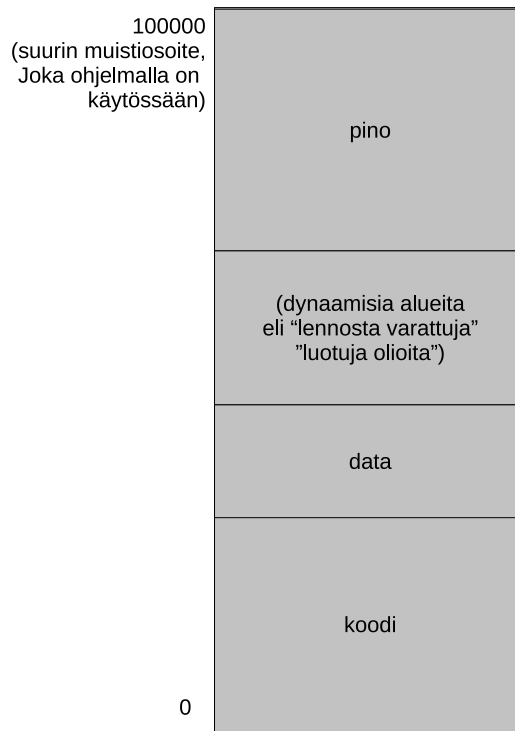 100000
(suurin muistiosoite,
Joka ohjelmalla on
käytössään)
pino
(dynaamisia alueita
eli “lennosta varattuja”
”luotuja olioita”)
data
koodi
0